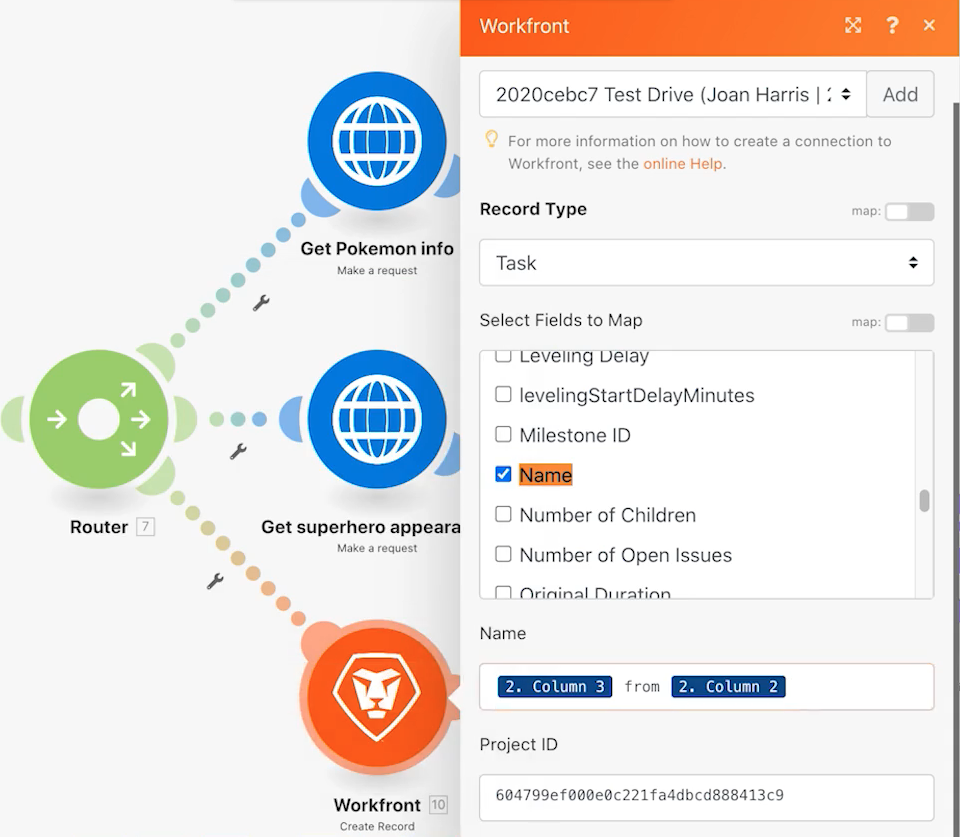 Workfront
?
2020cebc7 Test Drive (Joan Harris | 2
Add
For more information on how to create a connection to
Workfront, see the online Help.
Record Type
map:
Task
Select Fields to Map
map:
Leveling Delay
levelingStartDelayMinutes
Milestone ID
Name
Number of Children
Number of Open Issues
Original Duration
Name
2. Column 3 from 2. Column 2
Project ID
604799ef000e0c221fa4dbcd888413c9
Get Pokemon info
Make a request
Router 7
Get superhero appeara
Make a request
Workfront 10
Create Record